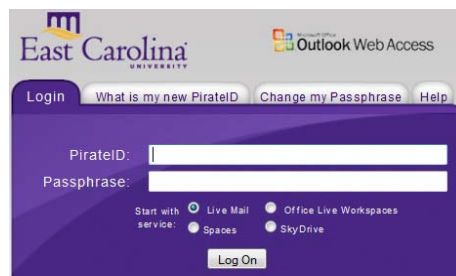 East Carolina
UNIVERSITY
Microsoft Office
Outlook Web Access
Login What is my new PirateID Change my Passphrase Help
PirateID:
Passphrase:
Start with service: Live Mail Office Live Workspaces
Spaces SkyDrive
Log On